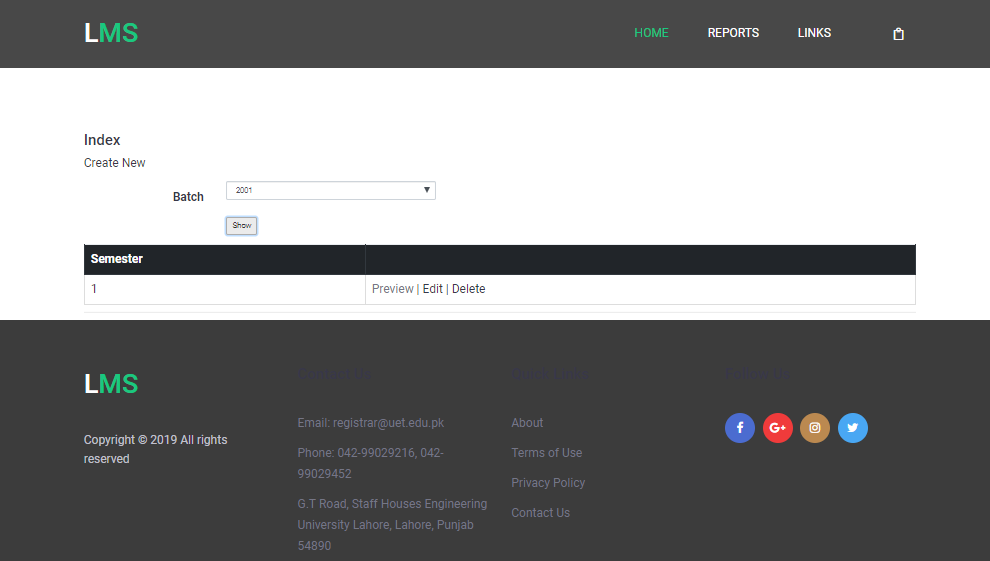 LMS
HOME
REPORTS
LINKS
Index
Create New
Batch
2001
Show
Semester
1
Preview | Edit | Delete
LMS
Copyright © 2019 All rights
reserved
Contact Us
Email: registrar@uet.edu.pk
Phone: 042-99029216, 042-
99029452
G.T Road, Staff Houses Engineering
University Lahore, Lahore, Punjab
54890
About
Terms of Use
Privacy Policy
Contact Us
Follow Us